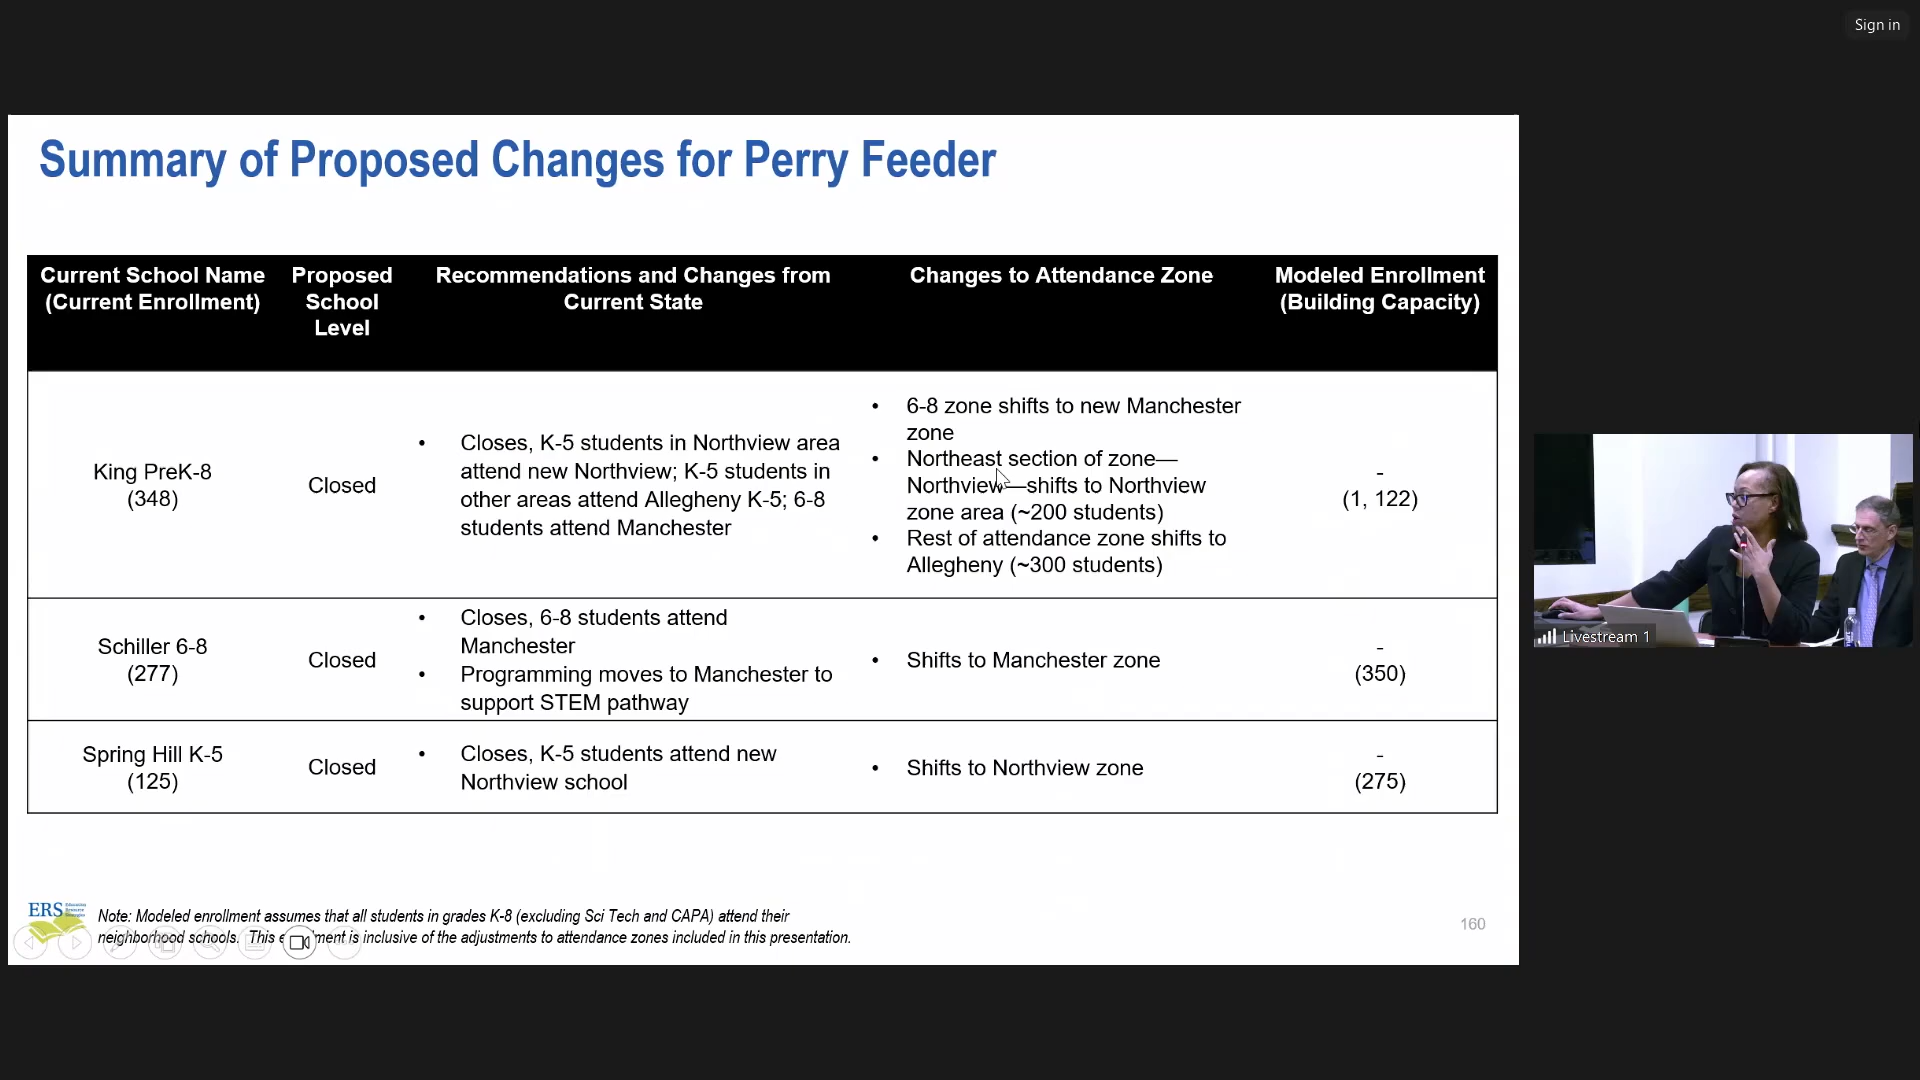 Sign in
Summary of Proposed Changes for Perry Feeder
Current School Name
(Current Enrollment)
Proposed
School
Level
Recommendations and Changes from
Current State
Changes to Attendance Zone
Modeled Enrollment
(Building Capacity)
King PreK-8
(348)
Closed
• Closes, K-5 students in Northview area
attend new Northview; K-5 students in
other areas attend Allegheny K-5; 6-8
students attend Manchester
• 6-8 zone shifts to new Manchester
zone
• Northeast section of zone—
Northview—shifts to Northview
zone area (~200 students)
• Rest of attendance zone shifts to
Allegheny (~300 students)
-
(1, 122)
Schiller 6-8
(277)
Closed
• Closes, 6-8 students attend
Manchester
• Programming moves to Manchester to
support STEM pathway
• Shifts to Manchester zone
-
(350)
Spring Hill K-5
(125)
Closed
• Closes, K-5 students attend new
Northview school
• Shifts to Northview zone
-
(275)
ERS
Note: Modeled enrollment assumes that all students in grades K-8 (excluding Sci Tech and CAPA) attend their
neighborhood schools. This is inclusive of the adjustments to attendance zones included in this presentation.
160
Livestream 1